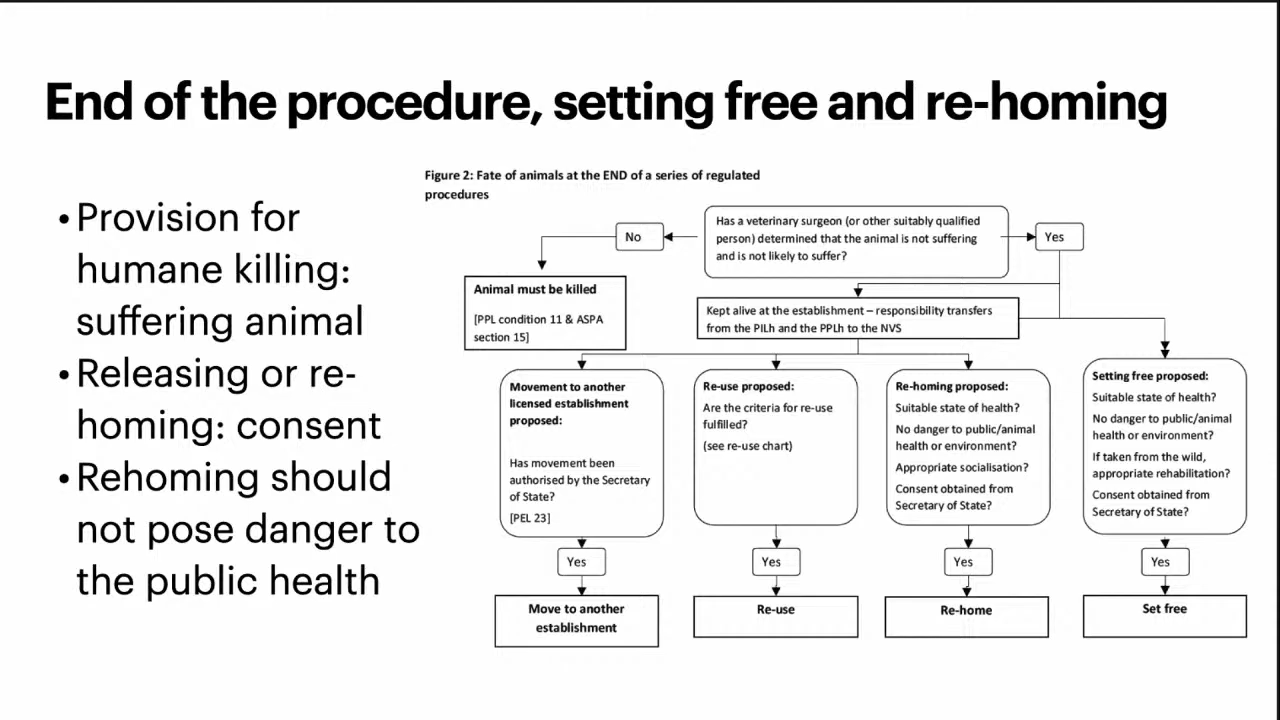 End of the procedure, setting free and re-homing
• Provision for
humane killing:
suffering animal
• Releasing or re-
homing: consent
• Rehoming should
not pose danger to
the public health
Figure 2: Fate of animals at the END of a series of regulated
procedures
Has a veterinary surgeon (or other suitably qualified
person) determined that the animal is not suffering
and is not likely to suffer?
No
Yes
Animal must be killed
[PPL condition 11 & ASPA
section 15]
Kept alive at the establishment – responsibility transfers
from the PILh and the PPLh to the NVS
Movement to another
licensed establishment
proposed:
Has movement been
authorised by the Secretary
of State?
[PEL 23]
Re-use proposed:
Are the criteria for re-use
fulfilled?
(see re-use chart)
Re-homing proposed:
Suitable state of health?
No danger to public/animal
health or environment?
Appropriate socialisation?
Consent obtained from
Secretary of State?
Setting free proposed:
Suitable state of health?
No danger to public/animal
health or environment?
If taken from the wild,
appropriate rehabilitation?
Consent obtained from
Secretary of State?
Yes
Yes
Yes
Yes
Move to another
establishment
Re-use
Re-home
Set free